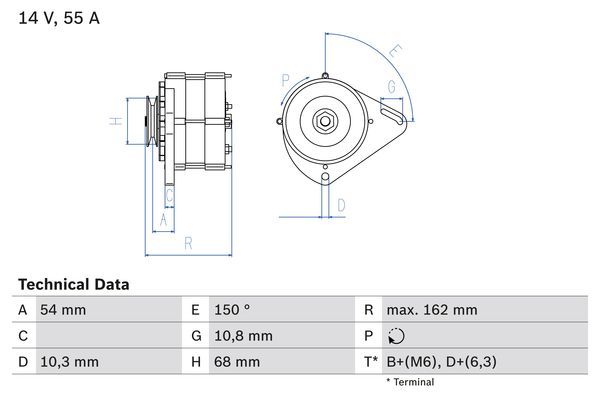 14 V, 55 A
E
P
G
H
C
A
R
D
Technical Data
A 54 mm E 150 ° R max. 162 mm
C G 10,8 mm P
D 10,3 mm H 68 mm T* B+(M6), D+(6,3)
* Terminal